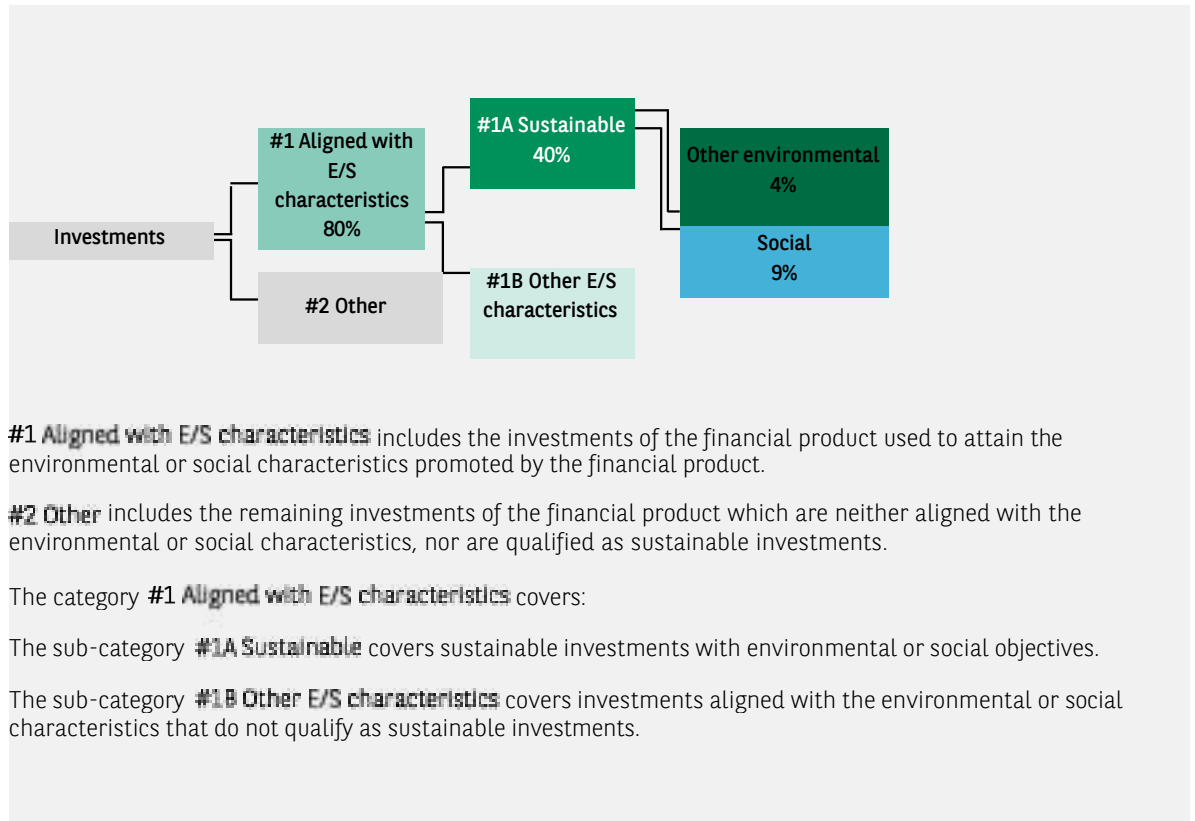 #1A Sustainable
40%
#1 Aligned with
E/S
characteristics
80%
Other environmental
4%
Investments
Social
9%
#1B Other E/S
characteristics
#2 Other
#1 Aligned with E/S characteristics includes the investments of the financial product used to attain the
environmental or social characteristics promoted by the financial product.
#2 Other includes the remaining investments of the financial product which are neither aligned with the
environmental or social characteristics, nor are qualified as sustainable investments.
The category #1 Aligned with E/S characteristics covers:
The sub-category #1A Sustainable covers sustainable investments with environmental or social objectives.
The sub-category #1B Other E/S characteristics covers investments aligned with the environmental or social
characteristics that do not qualify as sustainable investments.